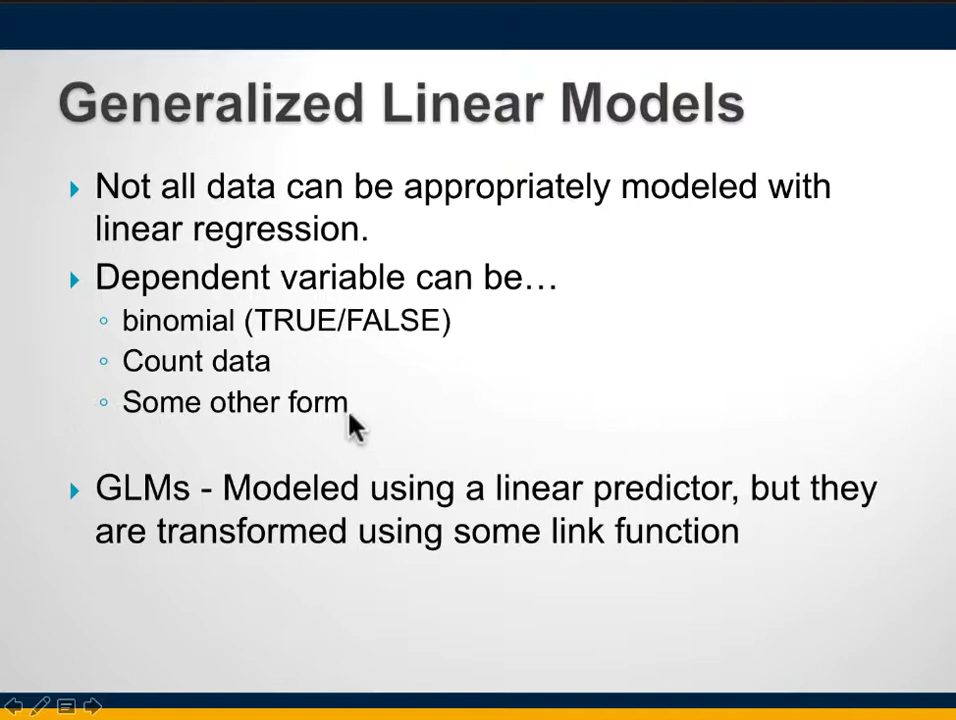 Generalized Linear Models
Not all data can be appropriately modeled with
linear regression.
Dependent variable can be…
binomial (TRUE/FALSE)
Count data
Some other form
GLMs - Modeled using a linear predictor, but they
are transformed using some link function